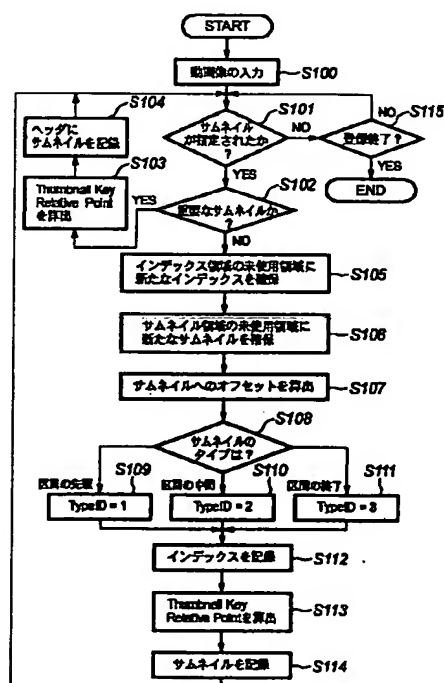 START
動画像の入力
S100
S101
サムネイル
が指定されたか
?
NO
YES
S115
登録終了?
NO
YES
END
S104
ヘッダに
サムネイルを記録
S103
Thumbnail Key
Relative Point
を算出
S102
重要なサムネイルか
?
YES
NO
インデックス領域の未使用領域に
新たなインデックスを確保
S105
サムネイル領域の未使用領域に
新たなサムネイルを確保
S106
サムネイルへのオフセットを算出
S107
S108
サムネイルの
タイプは?
区間の先頭
S109
TypeID = 1
区間の中間
S110
TypeID = 2
区間の終了
S111
TypeID = 3
インデックスを記録
S112
Thumbnail Key
Relative Pointを算出
S113
サムネイルを記録
S114